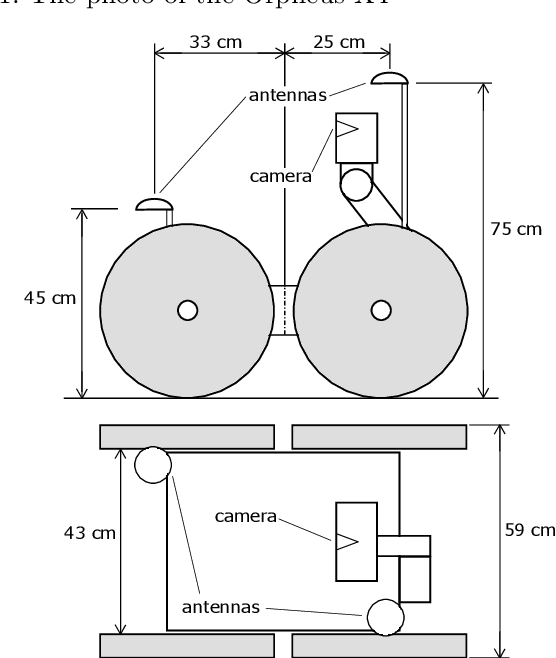 1. The photo of the Orpheus X4
33 cm
25 cm
antennas
camera
75 cm
45 cm
camera
43 cm
59 cm
antennas